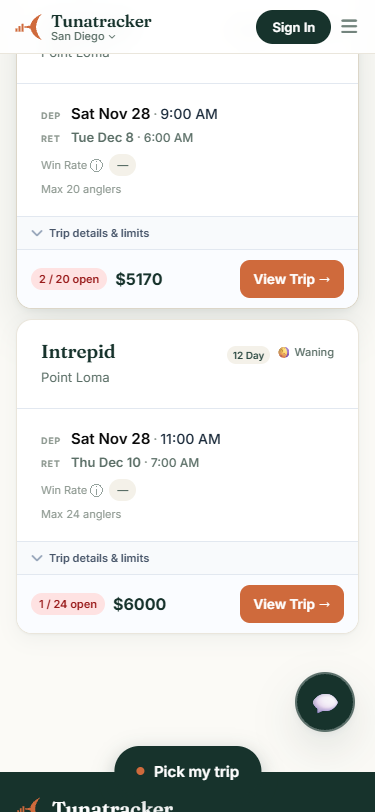 Tunatracker
San Diego
Sign In
Point Loma
DEP Sat Nov 28 · 9:00 AM
RET Tue Dec 8 · 6:00 AM
Win Rate ⓘ —
Max 20 anglers
Trip details & limits
2 / 20 open $5170 View Trip →
Intrepid 12 Day Waning
Point Loma
DEP Sat Nov 28 · 11:00 AM
RET Thu Dec 10 · 7:00 AM
Win Rate ⓘ —
Max 24 anglers
Trip details & limits
1 / 24 open $6000 View Trip →
Pick my trip
Tunatracker